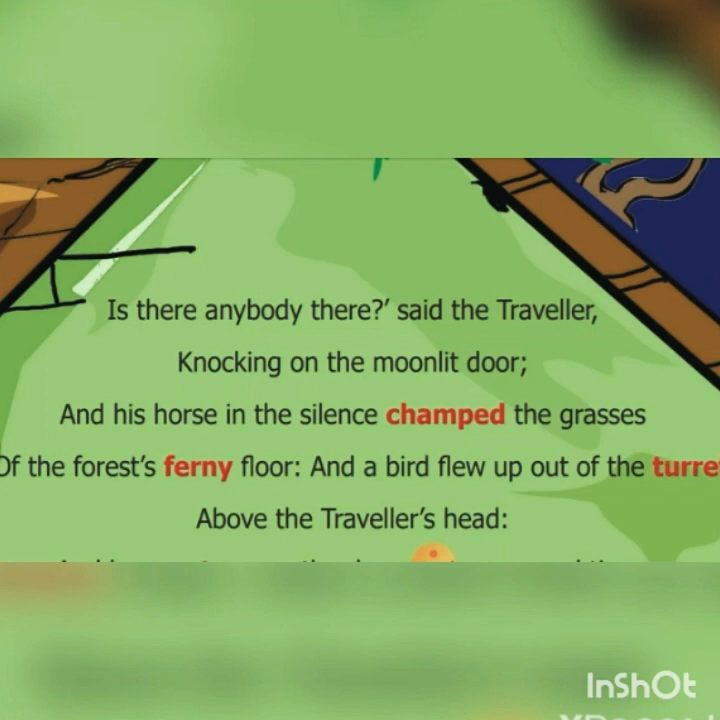 Is there anybody there?’ said the Traveller,
Knocking on the moonlit door;
And his horse in the silence champed the grasses
Of the forest’s ferny floor: And a bird flew up out of the
Above the Traveller’s head:
InShOt